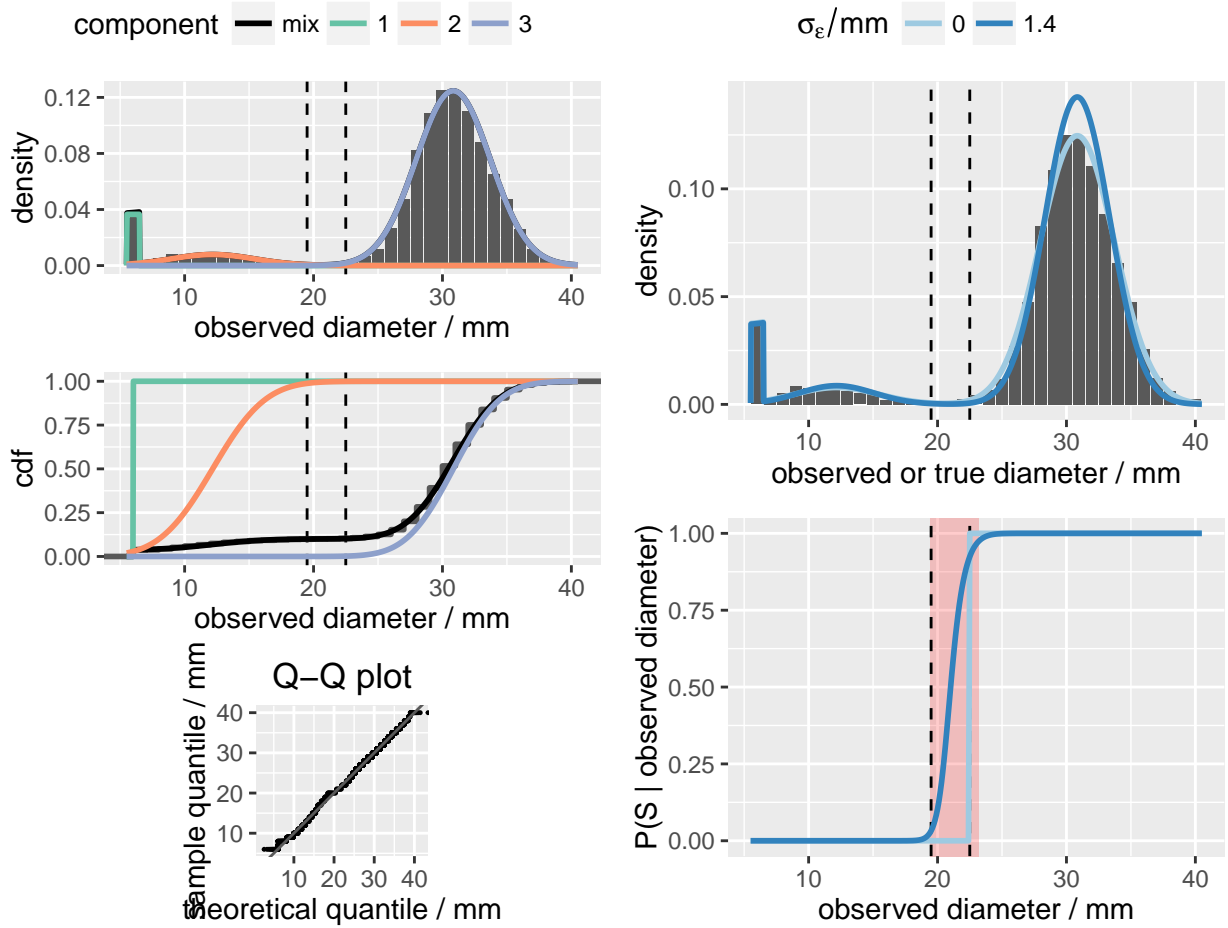 component mix 1 2 3
σε/mm 0 1.4
density
0.12
0.08
0.04
0.00
10 20 30 40
observed diameter / mm
cdf
1.00
0.75
0.50
0.25
0.00
10 20 30 40
observed diameter / mm
Q−Q plot
sample quantile / mm
40
30
20
10
10 20 30 40
theoretical quantile / mm
density
0.10
0.05
0.00
10 20 30 40
observed or true diameter / mm
P(S | observed diameter)
1.00
0.75
0.50
0.25
0.00
10 20 30 40
observed diameter / mm